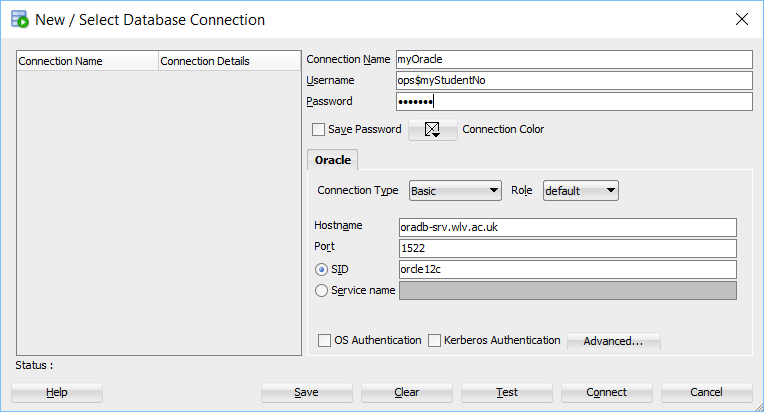 New / Select Database Connection
Connection Name Connection Details
Connection Name myOracle
Username ops$myStudentNo
Password •••••••
Save Password Connection Color
Oracle
Connection Type Basic Role default
Hostname oradb-srv.wlv.ac.uk
Port 1522
SID orcle12c
Service name
OS Authentication Kerberos Authentication Advanced...
Status :
Help Save Clear Test Connect Cancel